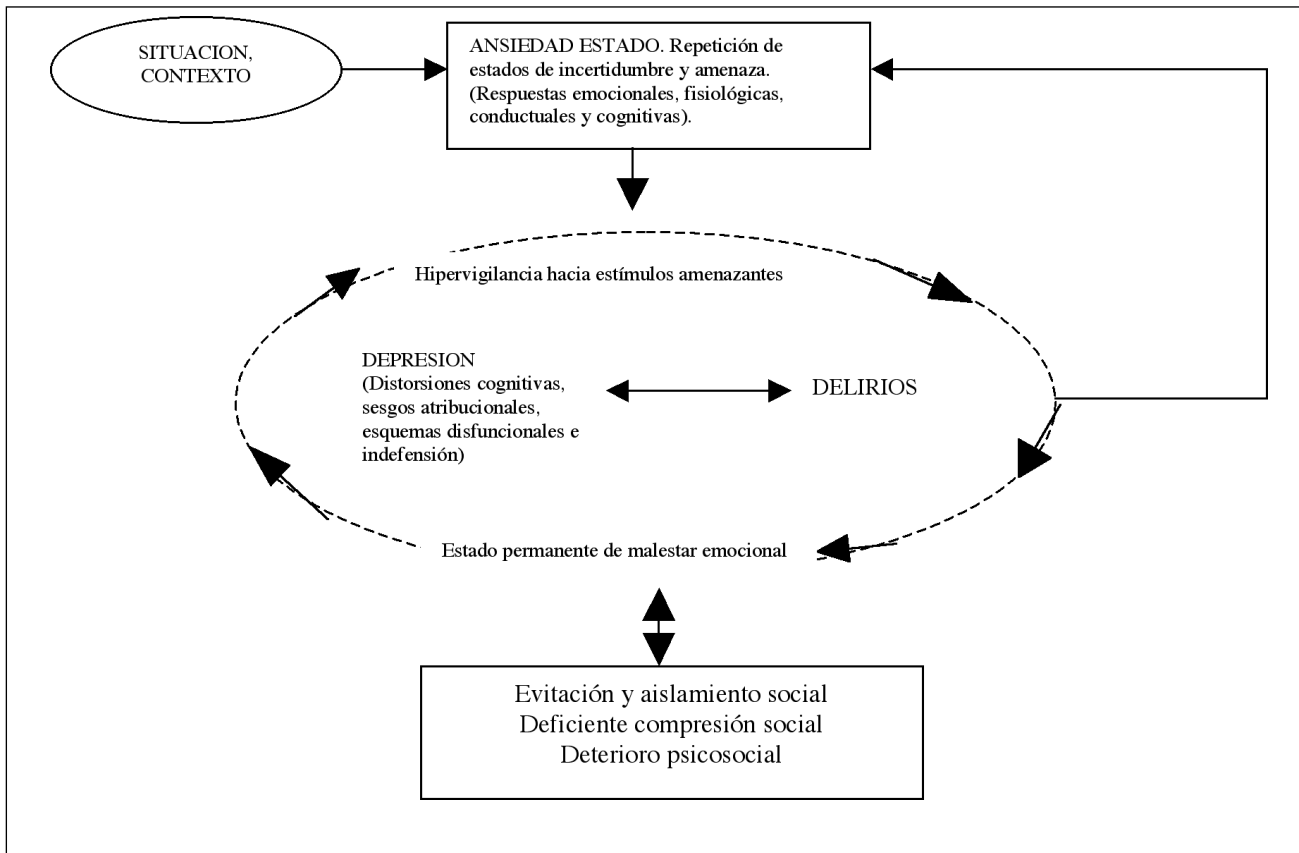 SITUACION,
CONTEXTO
ANSIEDAD ESTADO. Repetición de
estados de incertidumbre y amenaza.
(Respuestas emocionales, fisiológicas,
conductuales y cognitivas).
Hipervigilancia hacia estímulos amenazantes
DEPRESION
(Distorsiones cognitivas,
sesgos atribucionales,
esquemas disfuncionales e
indefensión)
DELIRIOS
Estado permanente de malestar emocional
Evitación y aislamiento social
Deficiente compresión social
Deterioro psicosocial